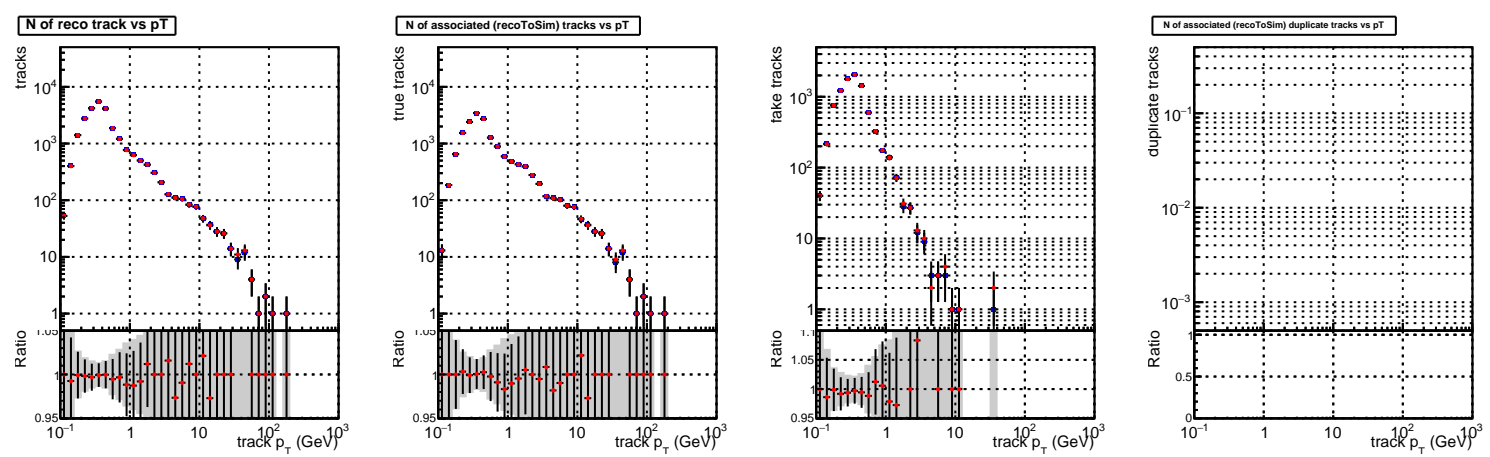 N of reco track vs pT
N of associated (recoToSim) tracks vs pT
N of associated (recoToSim) duplicate tracks vs pT
tracks
10⁴
10³
10²
10
1
Ratio
1.05
1
0.95
10⁻¹ 1 10 10² 10³
track p_T (GeV)
true tracks
10⁴
10³
10²
10
1
Ratio
1.05
1
0.95
10⁻¹ 1 10 10² 10³
track p_T (GeV)
fake tracks
10³
10²
10
1
Ratio
1.1
1.05
1
0.95
10⁻¹ 1 10 10² 10³
track p_T (GeV)
duplicate tracks
10⁻¹
10⁻²
10⁻³
Ratio
1
0.5
0
10⁻¹ 1 10 10² 10³
track p_T (GeV)